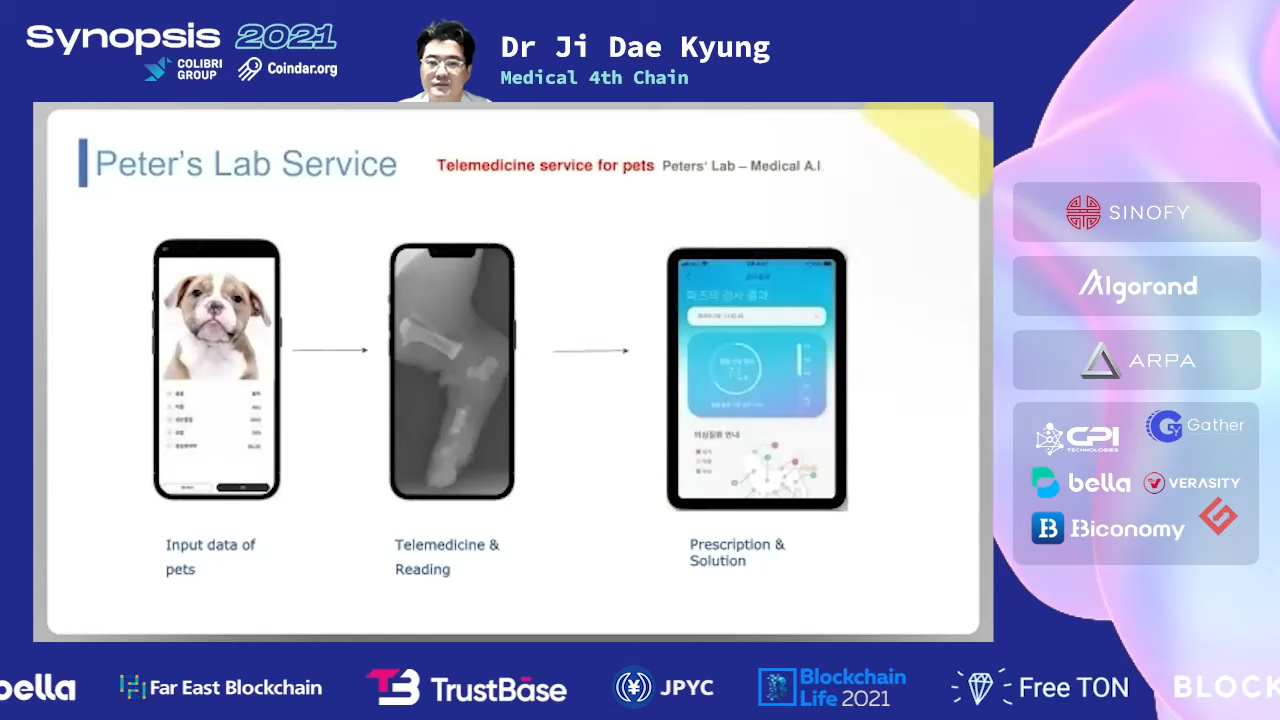 Synopsis 2021
COLIBRI
GROUP
Coindar.org
Dr Ji Dae Kyung
Medical 4th Chain
Peter's Lab Service
Telemedicine service for pets Peters' Lab – Medical A.I
Input data of
pets
Telemedicine &
Reading
Prescription &
Solution
SINOFY
Algorand
ARPA
CPI
TECHNOLOGIES
Gather
bella
VERASITY
Biconomy
bella
Far East Blockchain
TrustBase
JPYC
Blockchain
Life 2021
Free TON
BLOCK